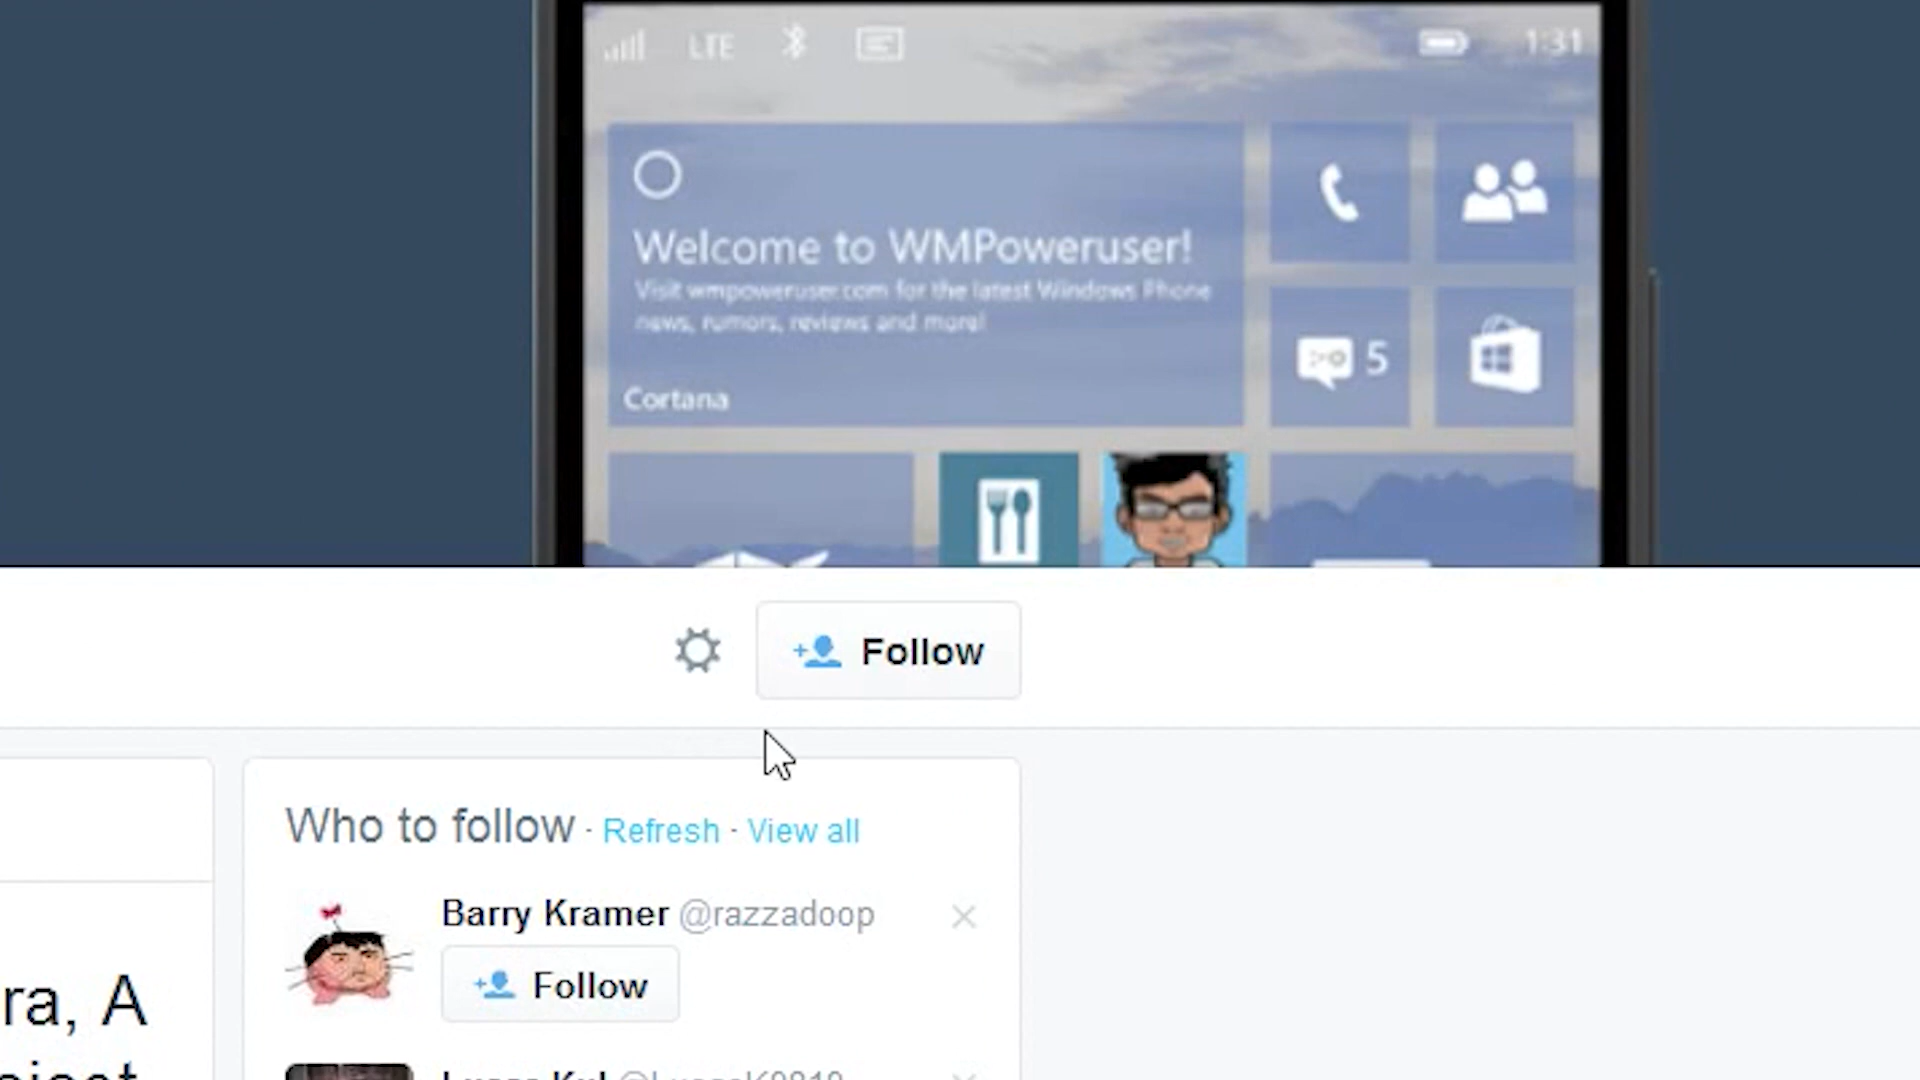 LTE
1:31
Welcome to WMPoweruser!
Visit wmpoweruser.com for the latest Windows Phone
news, rumors, reviews and more!
5
Cortana
Follow
Who to follow · Refresh · View all
Barry Kramer @razzadoop
Follow
ra, A